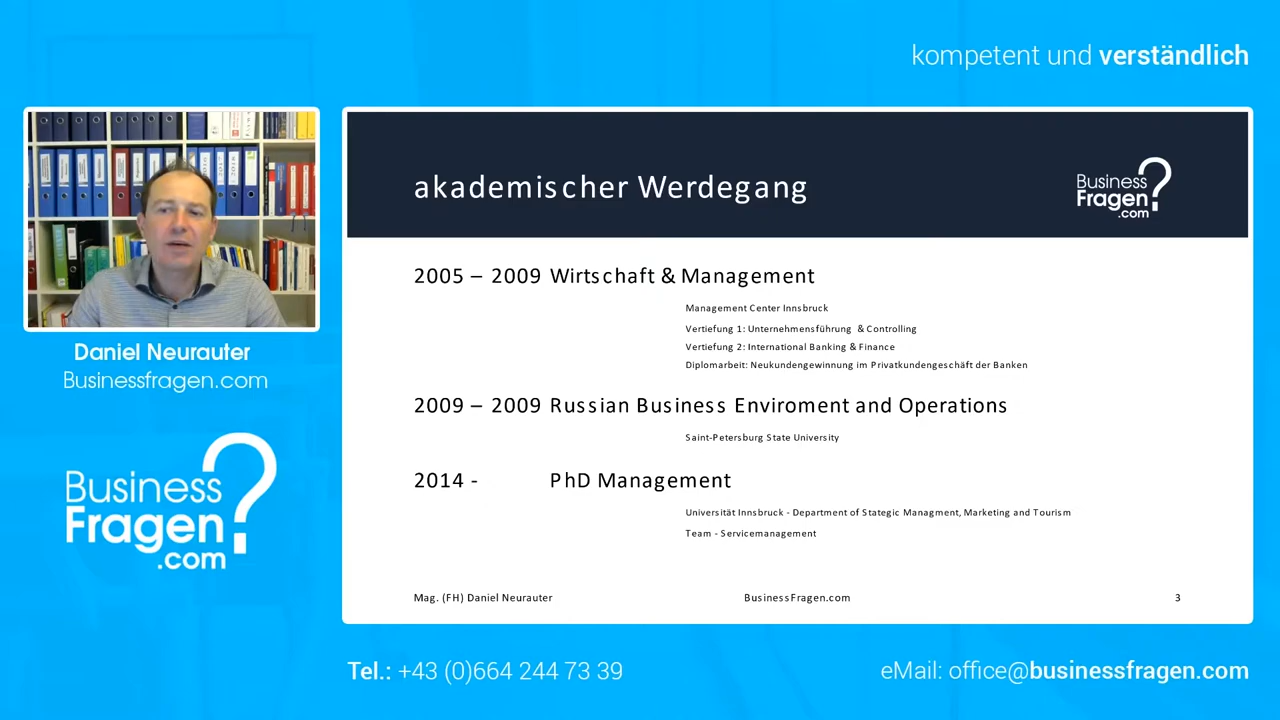 kompetent und verständlich
akademischer Werdegang
Business
Fragen?
.com
2005 – 2009 Wirtschaft & Management
Management Center Innsbruck
Vertiefung 1: Unternehmensführung & Controlling
Vertiefung 2: International Banking & Finance
Diplomarbeit: Neukundengewinnung im Privatkundengeschäft der Banken
2009 – 2009 Russian Business Enviroment and Operations
Saint-Petersburg State University
2014 - PhD Management
Universität Innsbruck - Department of Stategic Managment, Marketing and Tourism
Team - Servicemanagement
Mag. (FH) Daniel Neurauter BusinessFragen.com 3
Daniel Neurauter
Businessfragen.com
Business
Fragen?
.com
Tel.: +43 (0)664 244 73 39
eMail: office@businessfragen.com